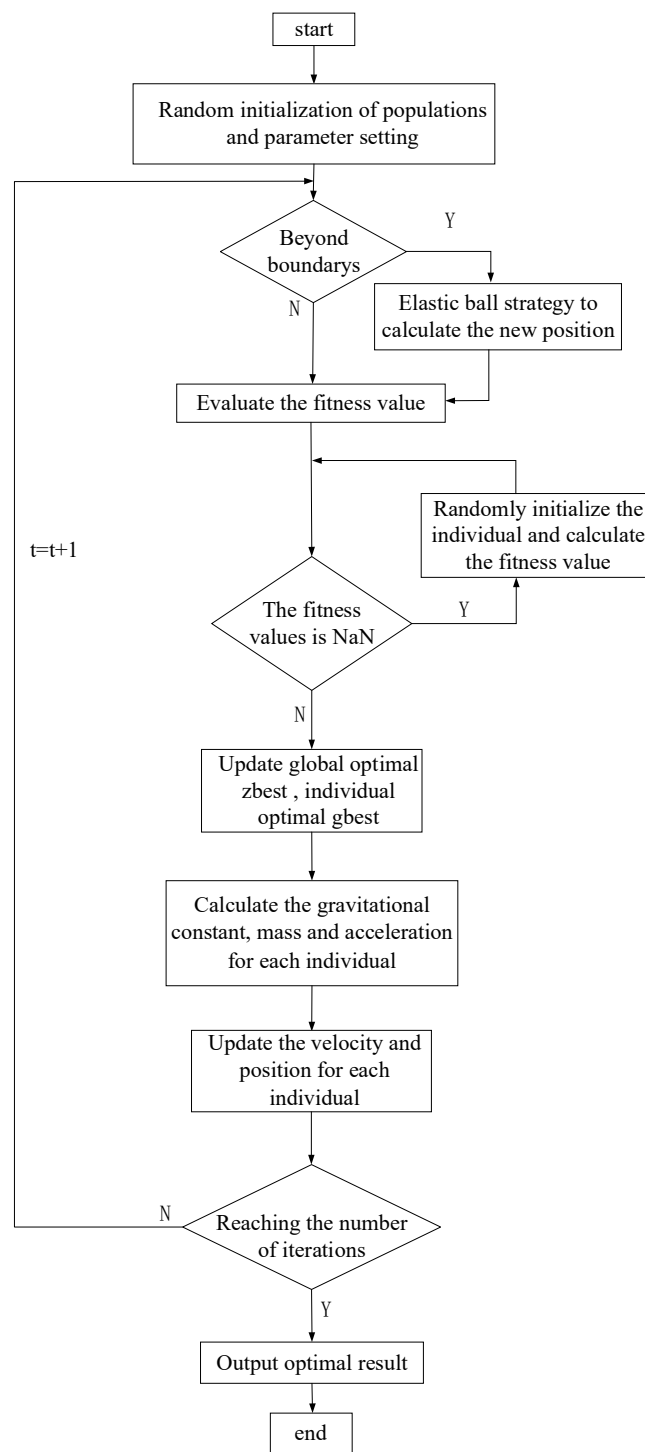 start
Random initialization of populations
and parameter setting
Y
Beyond
boundarys
N
Elastic ball strategy to
calculate the new position
Evaluate the fitness value
Randomly initialize the
individual and calculate
the fitness value
t=t+1
The fitness
values is NaN
Y
N
Update global optimal
zbest , individual
optimal gbest
Calculate the gravitational
constant, mass and acceleration
for each individual
Update the velocity and
position for each
individual
N
Reaching the number
of iterations
Y
Output optimal result
end